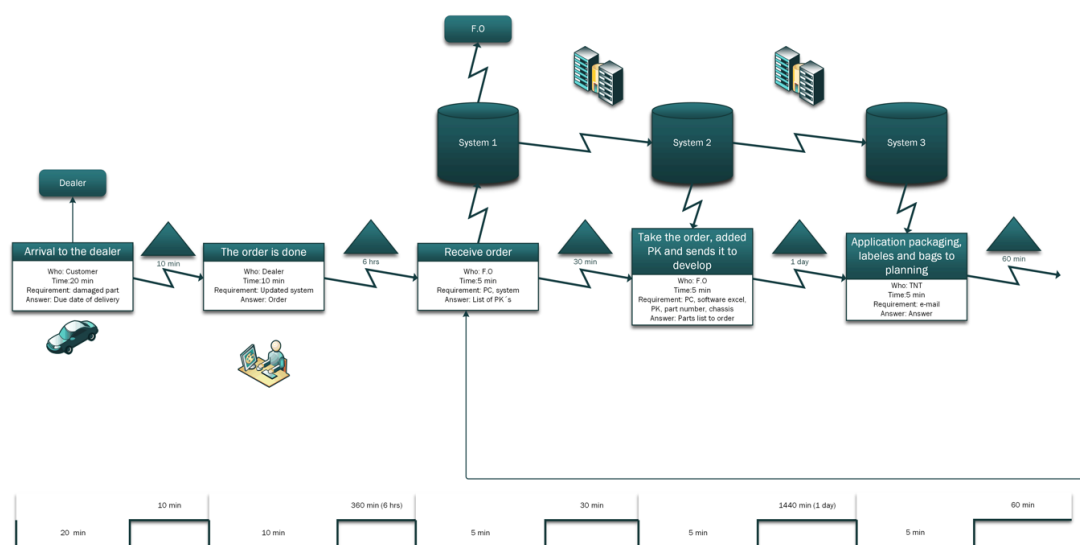 F.O
System 1
System 2
System 3
Dealer
Arrival to the dealer
Who: Customer
Time:20 min
Requirement: damaged part
Answer: Due date of delivery
10 min
The order is done
Who: Dealer
Time:10 min
Requirement: Updated system
Answer: Order
6 hrs
Receive order
Who: F.O
Time:5 min
Requirement: PC, system
Answer: List of PK´s
30 min
Take the order, added
PK and sends it to
develop
Who: F.O
Time:5 min
Requirement: PC, software excel,
PK, part number, chassis
Answer: Parts list to order
1 day
Application packaging,
labeles and bags to
planning
Who: TNT
Time:5 min
Requirement: e-mail
Answer: Answer
60 min
10 min
360 min (6 hrs)
30 min
1440 min (1 day)
60 min
20 min
10 min
5 min
5 min
5 min